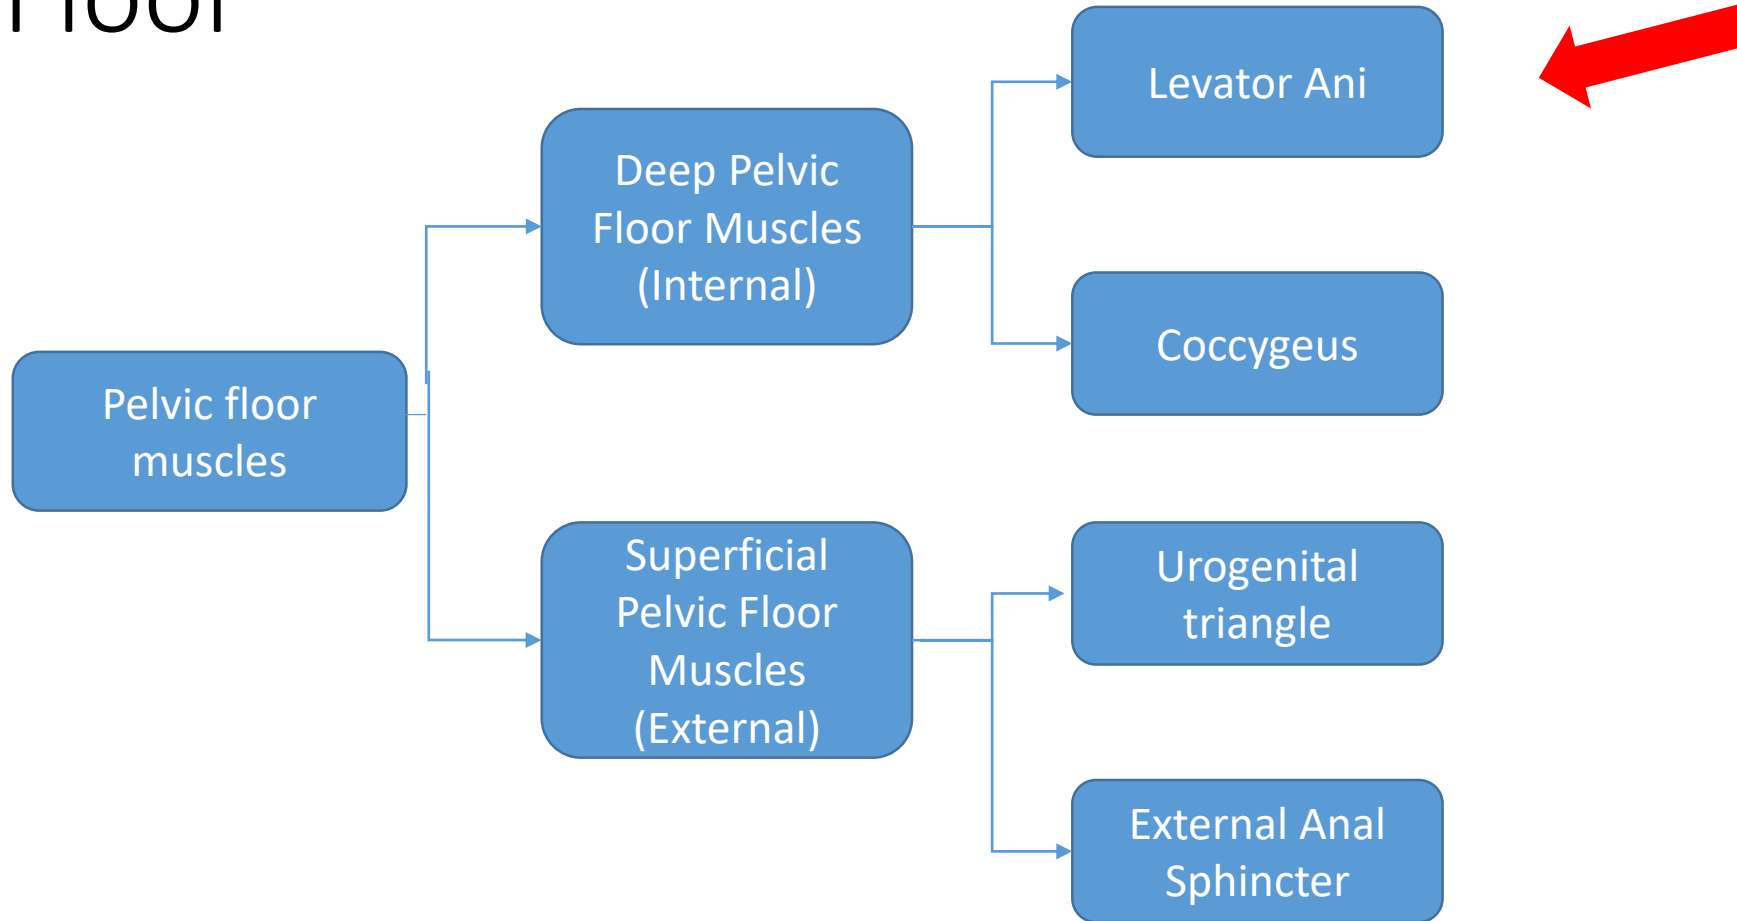 Floor
Levator Ani
Deep Pelvic
Floor Muscles
(Internal)
Coccygeus
Pelvic floor
muscles
Superficial
Pelvic Floor
Muscles
(External)
Urogenital
triangle
External Anal
Sphincter